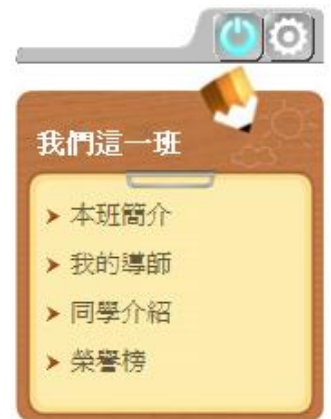 我們這一班
本班簡介
我的導師
同學介紹
榮譽榜